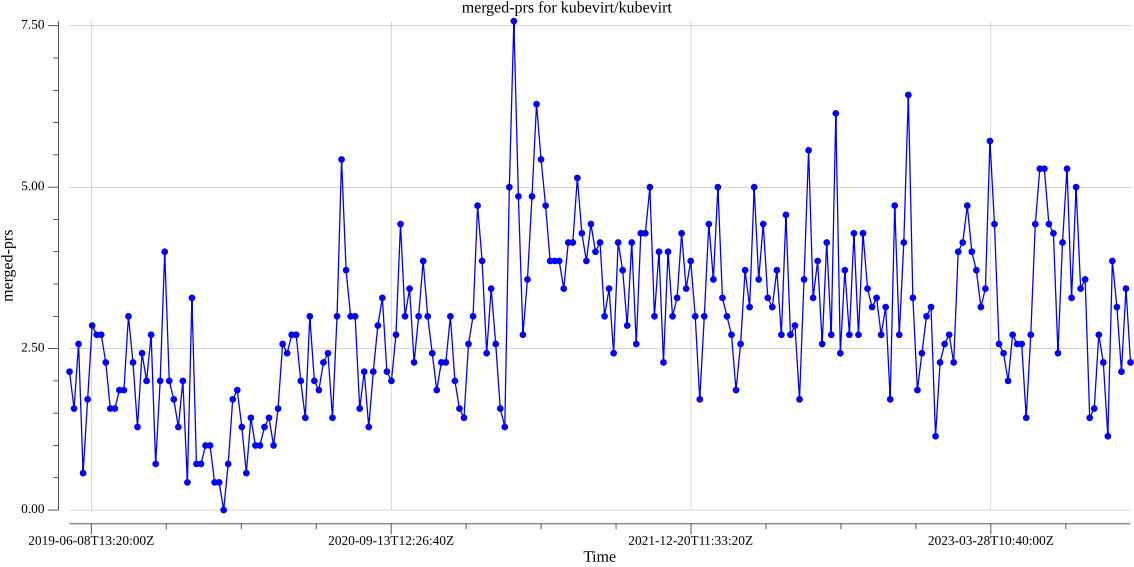 merged-prs for kubevirt/kubevirt
7.50
5.00
2.50
0.00
merged-prs
2019-06-08T13:20:00Z
2020-09-13T12:26:40Z
2021-12-20T11:33:20Z
2023-03-28T10:40:00Z
Time